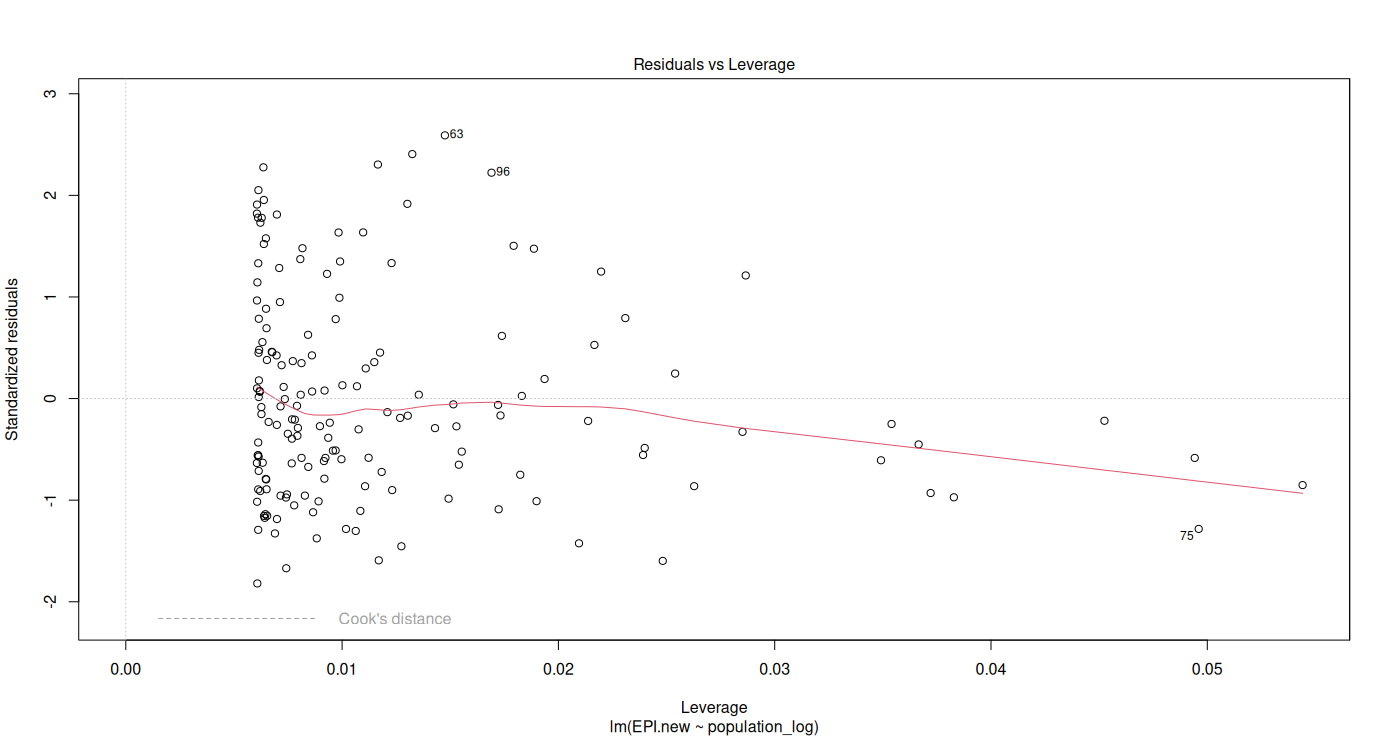 Residuals vs Leverage
3
2
1
0
-1
-2
Standardized residuals
63
96
75
Cook's distance
0.00 0.01 0.02 0.03 0.04 0.05
Leverage
lm(EPI.new ~ population_log)